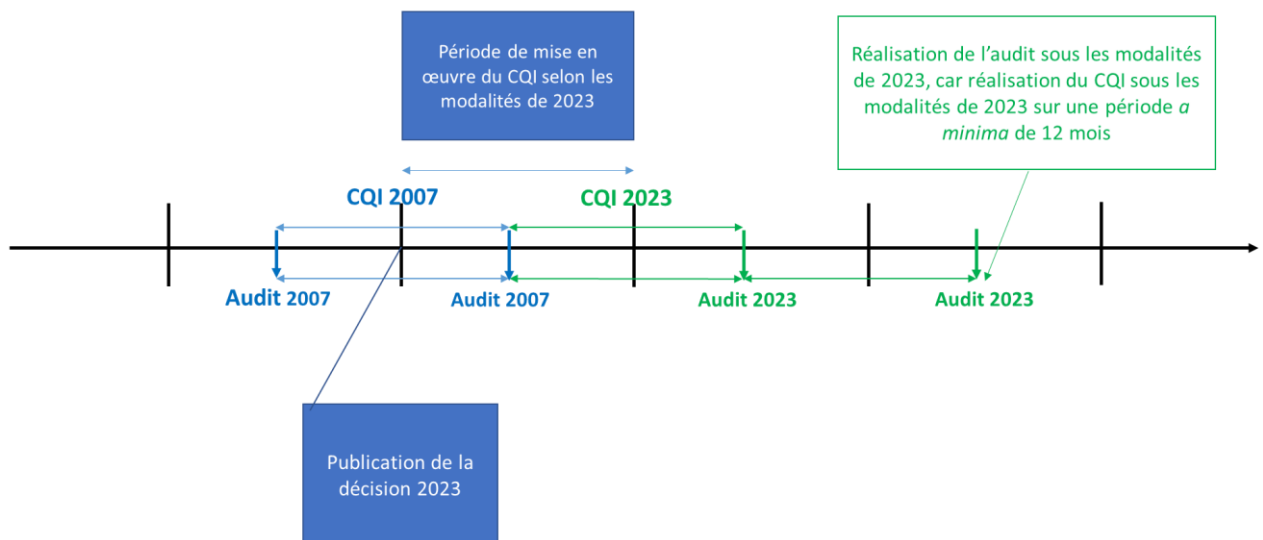 Période de mise en
œuvre du CQI selon les
modalités de 2023
Réalisation de l’audit sous les modalités
de 2023, car réalisation du CQI sous les
modalités de 2023 sur une période a
minima de 12 mois
CQI 2007
CQI 2023
Audit 2007
Audit 2007
Audit 2023
Audit 2023
Publication de la
décision 2023